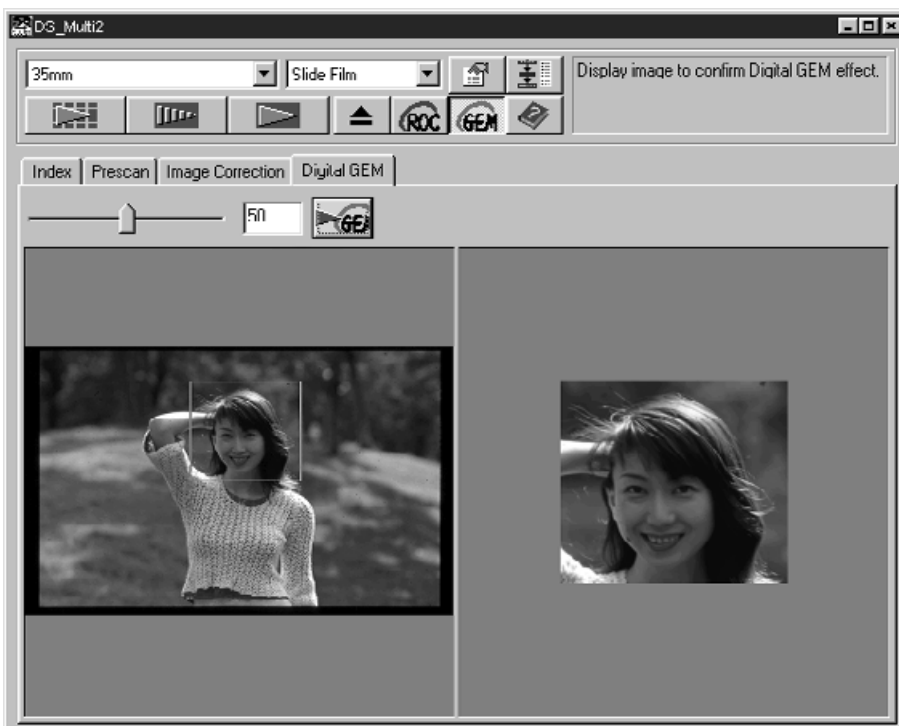 DS_Multi2
35mm
Slide Film
Display image to confirm Digital GEM effect.
ROC
GEM
Index
Prescan
Image Correction
Digital GEM
50
GEM